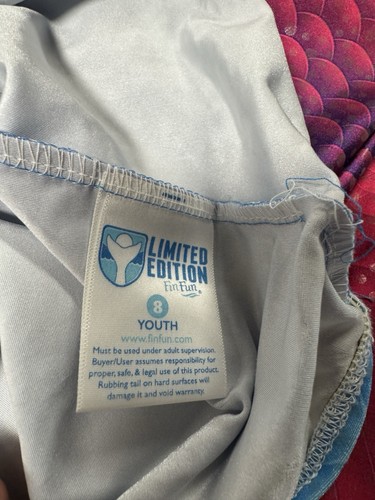 LIMITED
EDITION
FinFun®
8
YOUTH
www.finfun.com
Must be used under adult supervision.
Buyer/User assumes responsibility for
proper, safe, & legal use of this product.
Rubbing tail on hard surfaces will
damage it and void warranty.